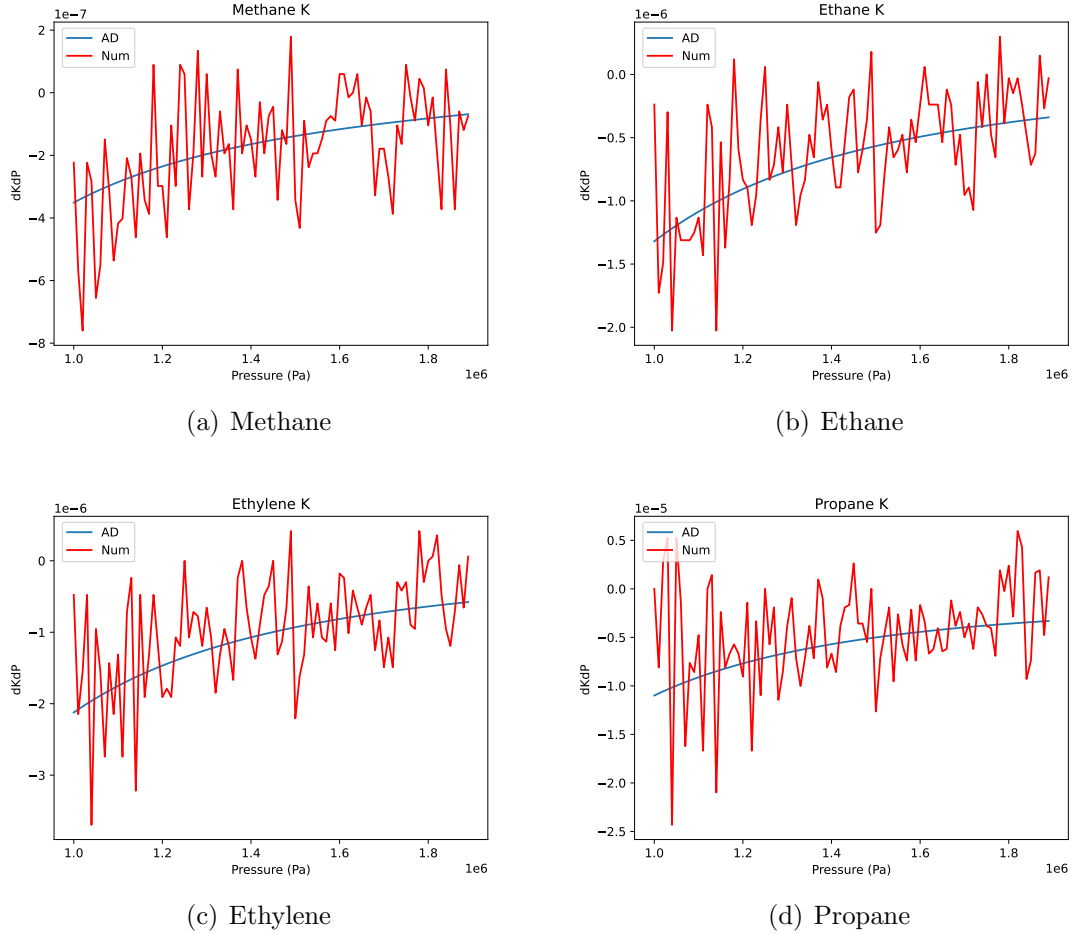 Methane K
1e−7
AD
Num
2
0
−2
−4
−6
−8
dKdP
1.0 1.2 1.4 1.6 1.8
1e6
Pressure (Pa)
(a) Methane
Ethane K
1e−6
AD
Num
0.0
−0.5
−1.0
−1.5
−2.0
dKdP
1.0 1.2 1.4 1.6 1.8
1e6
Pressure (Pa)
(b) Ethane
Ethylene K
1e−6
AD
Num
0
−1
−2
−3
dKdP
1.0 1.2 1.4 1.6 1.8
1e6
Pressure (Pa)
(c) Ethylene
Propane K
1e−5
AD
Num
0.5
0.0
−0.5
−1.0
−1.5
−2.0
−2.5
dKdP
1.0 1.2 1.4 1.6 1.8
1e6
Pressure (Pa)
(d) Propane